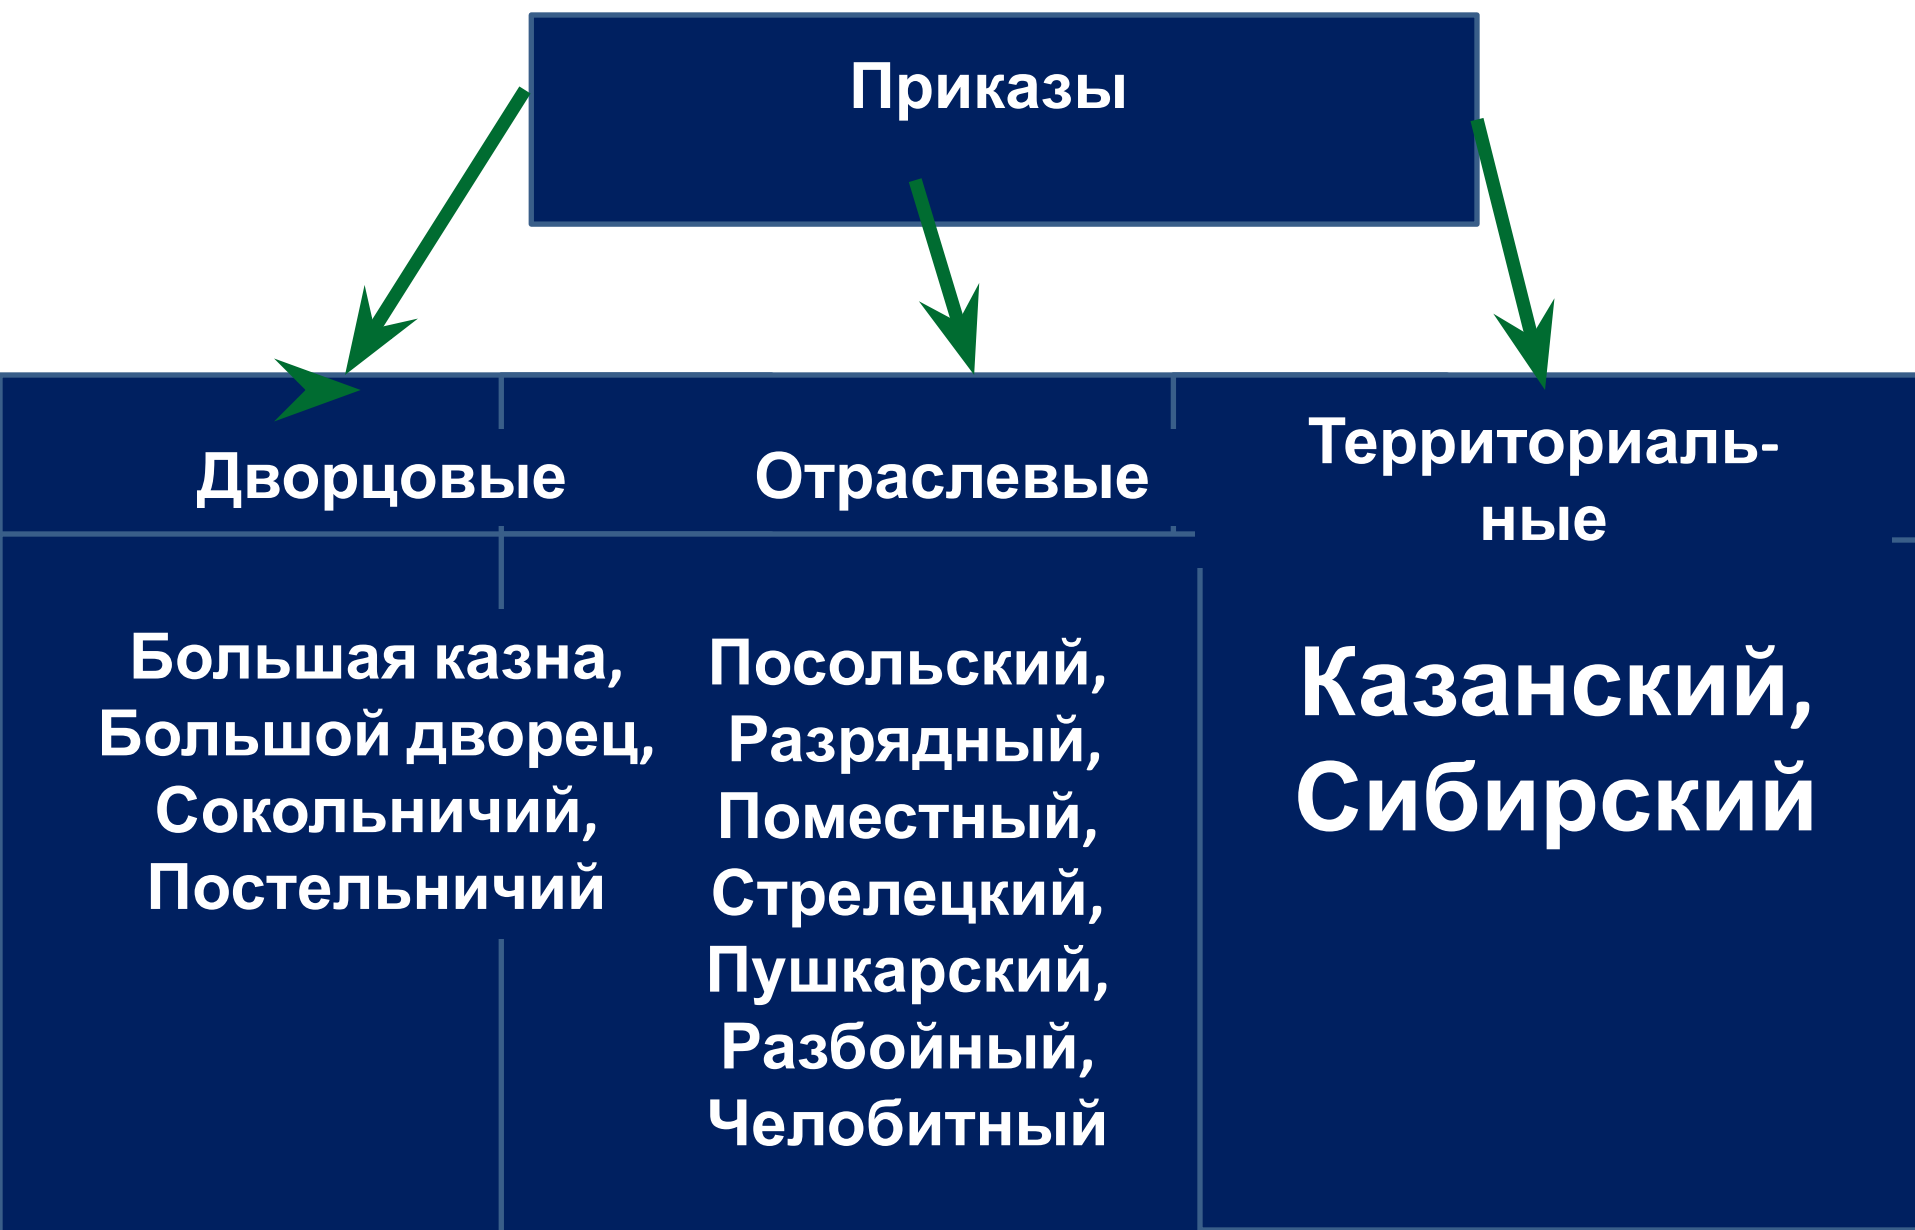 Приказы
Дворцовые
Отраслевые
Территориаль-
ные
Большая казна,
Большой дворец,
Сокольничий,
Постельничий
Посольский,
Разрядный,
Поместный,
Стрелецкий,
Пушкарский,
Разбойный,
Челобитный
Казанский,
Сибирский